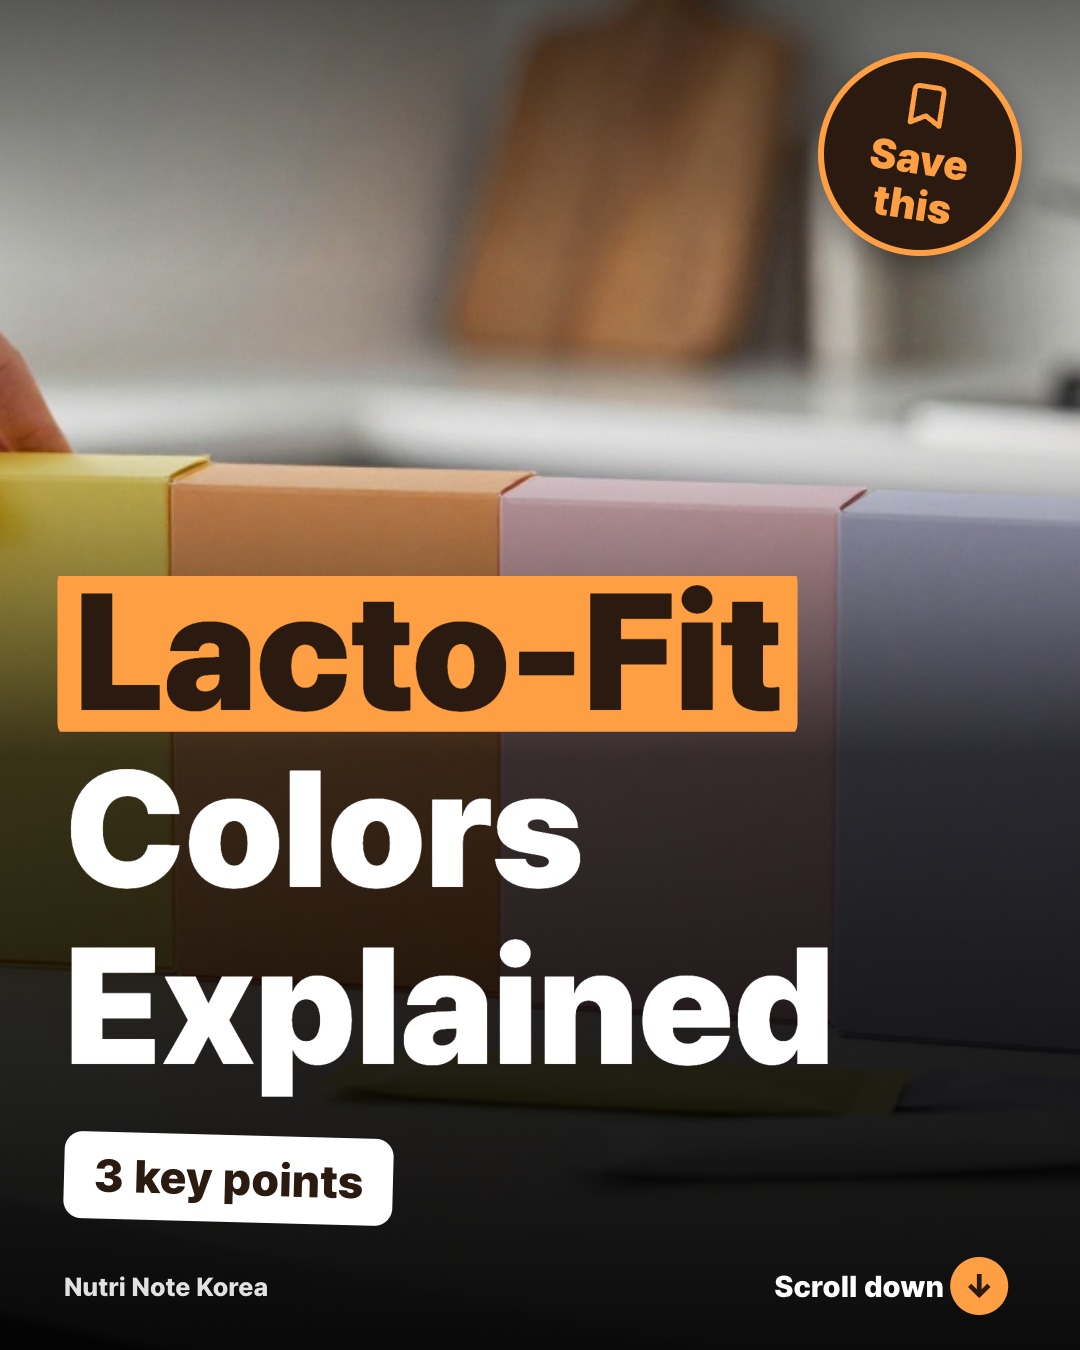 Save
this
Lacto-Fit
Colors
Explained
3 key points
Nutri Note Korea
Scroll down